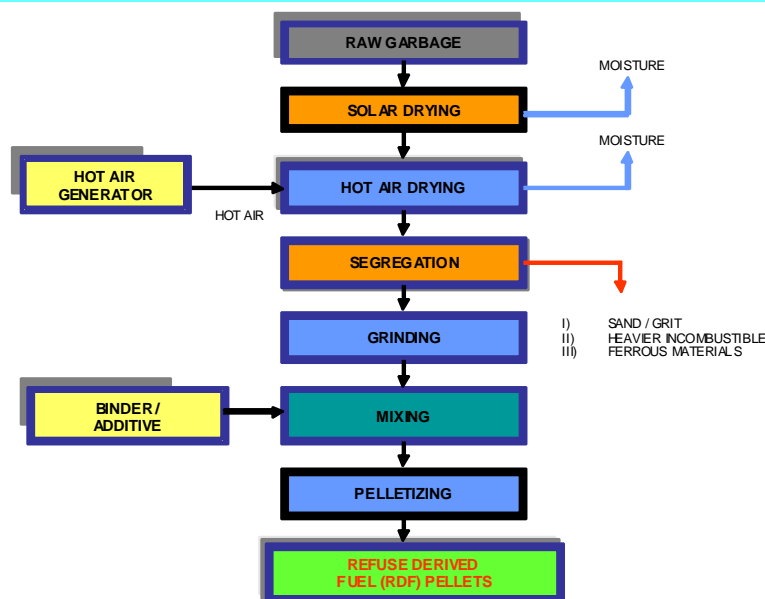 RAW GARBAGE
MOISTURE
SOLAR DRYING
MOISTURE
HOT AIR
GENERATOR
HOT AIR DRYING
HOT AIR
SEGREGATION
I) SAND / GRIT
II) HEAVIER INCOMBUSTIBLE
III) FERROUS MATERIALS
GRINDING
BINDER /
ADDITIVE
MIXING
PELLETIZING
REFUSE DERIVED
FUEL (RDF) PELLETS